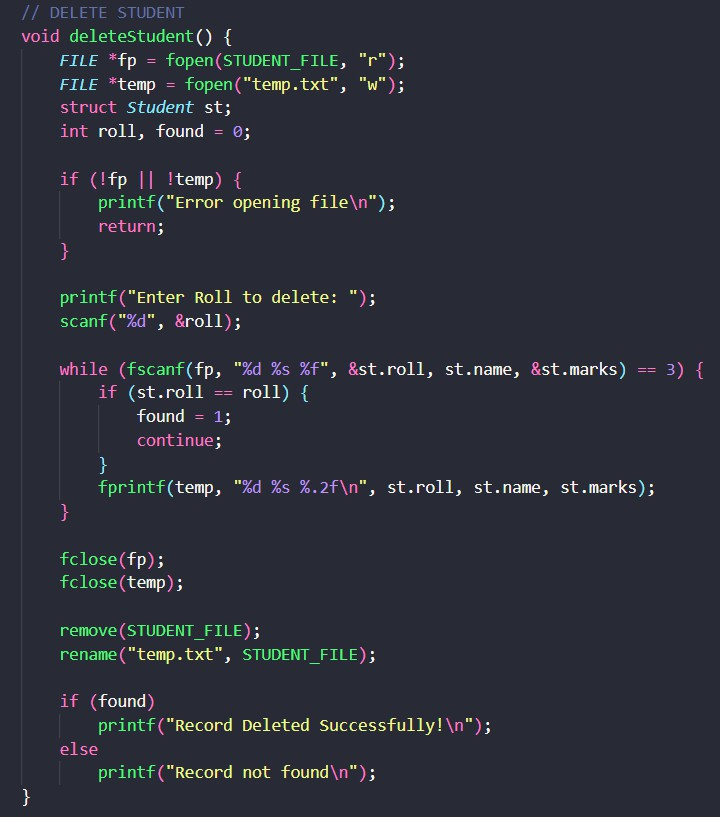 // DELETE STUDENT
void deleteStudent() {
    FILE *fp = fopen(STUDENT_FILE, "r");
    FILE *temp = fopen("temp.txt", "w");
    struct Student st;
    int roll, found = 0;

    if (!fp || !temp) {
        printf("Error opening file\n");
        return;
    }

    printf("Enter Roll to delete: ");
    scanf("%d", &roll);

    while (fscanf(fp, "%d %s %f", &st.roll, st.name, &st.marks) == 3) {
        if (st.roll == roll) {
            found = 1;
            continue;
        }
        fprintf(temp, "%d %s %.2f\n", st.roll, st.name, st.marks);
    }

    fclose(fp);
    fclose(temp);

    remove(STUDENT_FILE);
    rename("temp.txt", STUDENT_FILE);

    if (found)
        printf("Record Deleted Successfully!\n");
    else
        printf("Record not found\n");
}